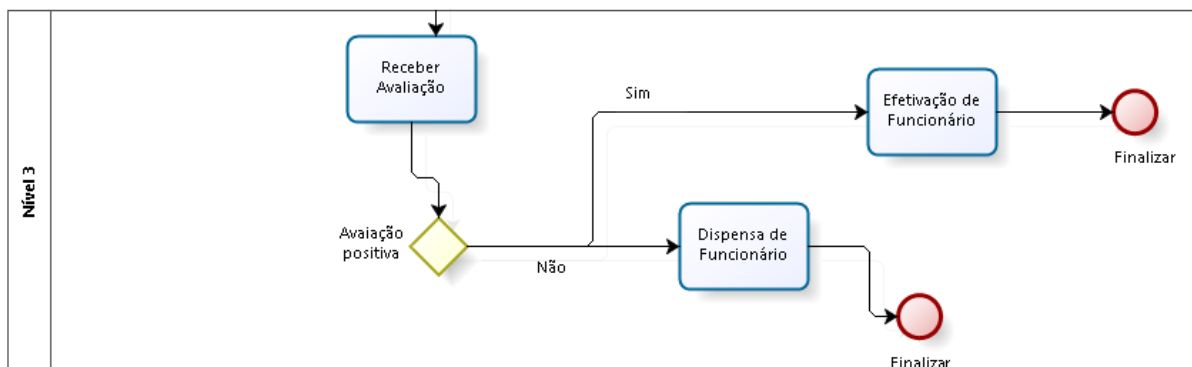 Nível 3
Receber
Avaliação
Avaiação
positiva
Sim
Não
Efetivação de
Funcionário
Finalizar
Dispensa de
Funcionário
Finalizar